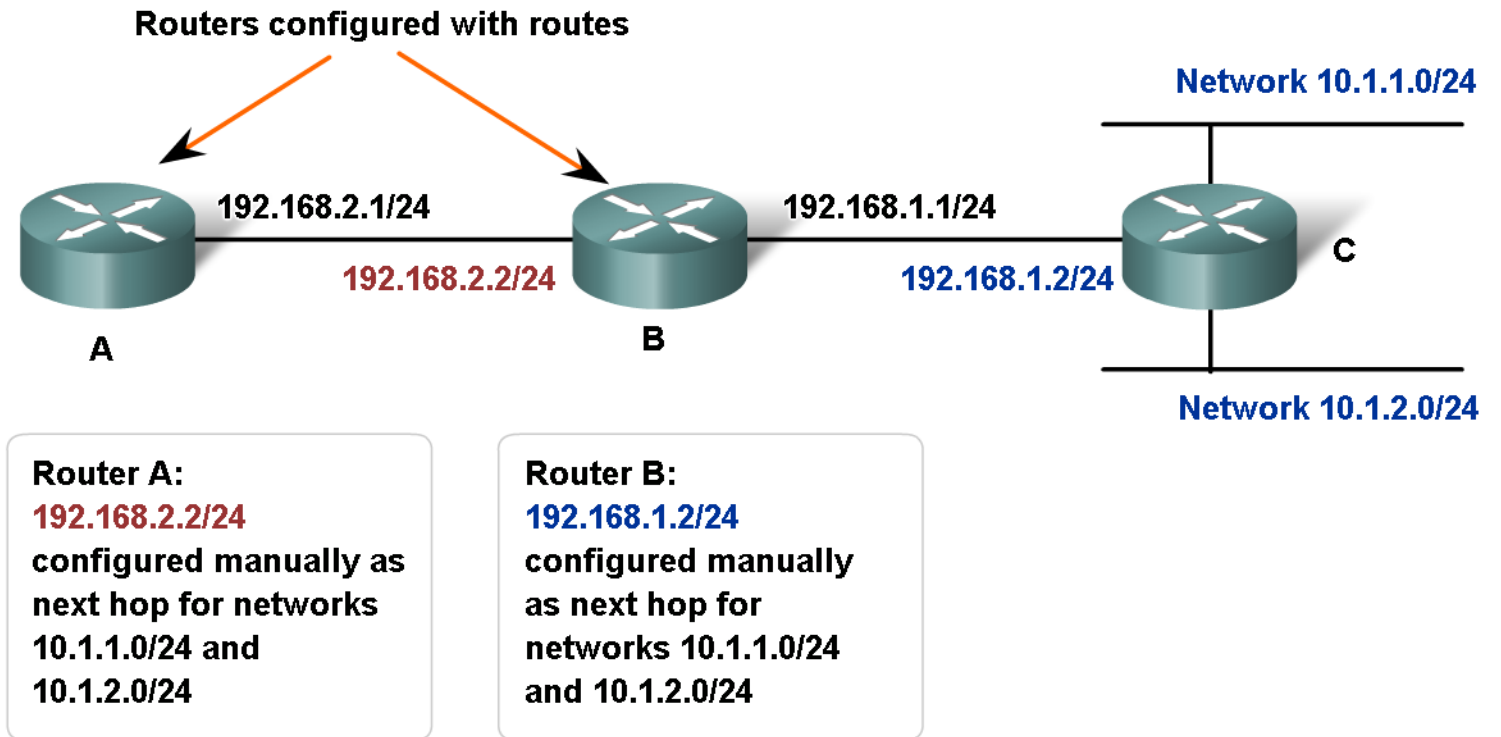 Routers configured with routes
Network 10.1.1.0/24
192.168.2.1/24
192.168.1.1/24
192.168.2.2/24
192.168.1.2/24
C
A
B
Network 10.1.2.0/24
Router A:
192.168.2.2/24
configured manually as
next hop for networks
10.1.1.0/24 and
10.1.2.0/24
Router B:
192.168.1.2/24
configured manually
as next hop for
networks 10.1.1.0/24
and 10.1.2.0/24